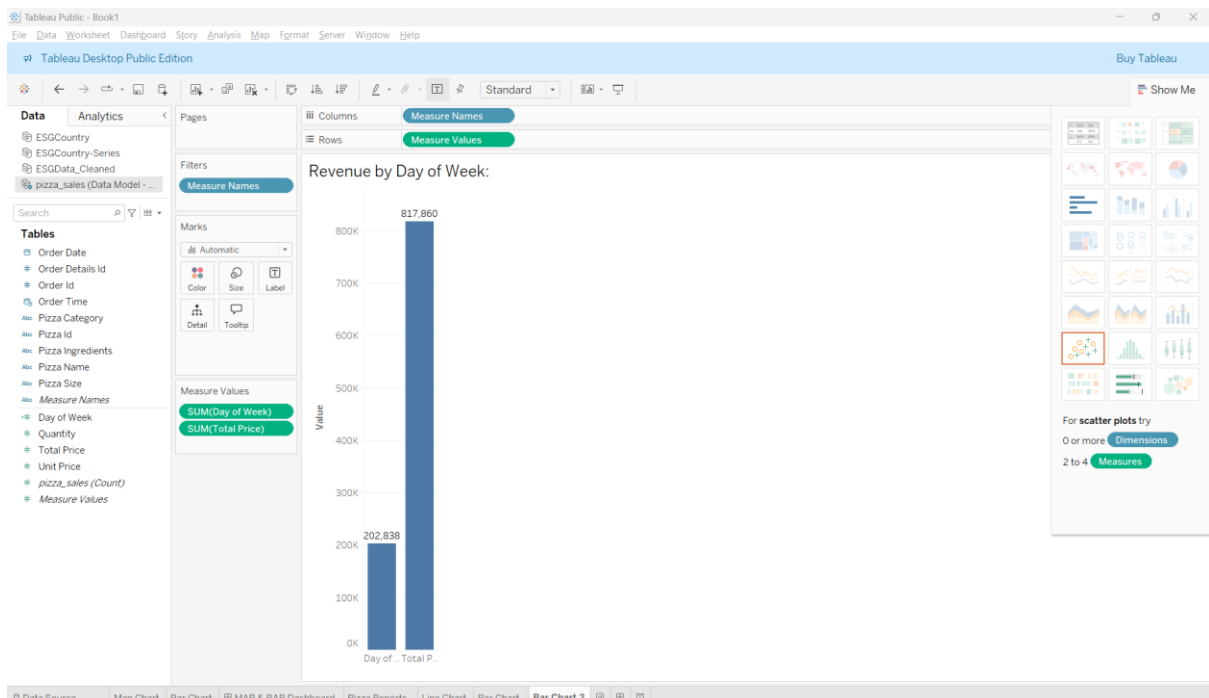 Tableau Public - Book1
File Data Worksheet Dashboard Story Analysis Map Format Server Window Help
Tableau Desktop Public Edition
Buy Tableau
Standard
Show Me
Data
Analytics
ESGCountry
ESGCountry-Series
ESGData_Cleaned
pizza_sales (Data Model - ...
Search
Tables
Order Date
Order Details Id
Order Id
Order Time
Abc Pizza Category
Abc Pizza Id
Abc Pizza Ingredients
Abc Pizza Name
Abc Pizza Size
Abc Measure Names
Day of Week
Quantity
Total Price
Unit Price
pizza_sales (Count)
Measure Values
Pages
Filters
Measure Names
Marks
Automatic
Color Size Label
Detail Tooltip
Measure Values
SUM(Day of Week)
SUM(Total Price)
Columns
Measure Names
Rows
Measure Values
Revenue by Day of Week:
817,860
800K
700K
600K
500K
400K
300K
202,838
200K
100K
0K
Value
Day of .. Total P..
For scatter plots try
0 or more Dimensions
2 to 4 Measures
Data Source Map Chart Bar Chart MAP & BAR Dashboard Pizza Reports Line Chart Bar Chart Bar Chart 2